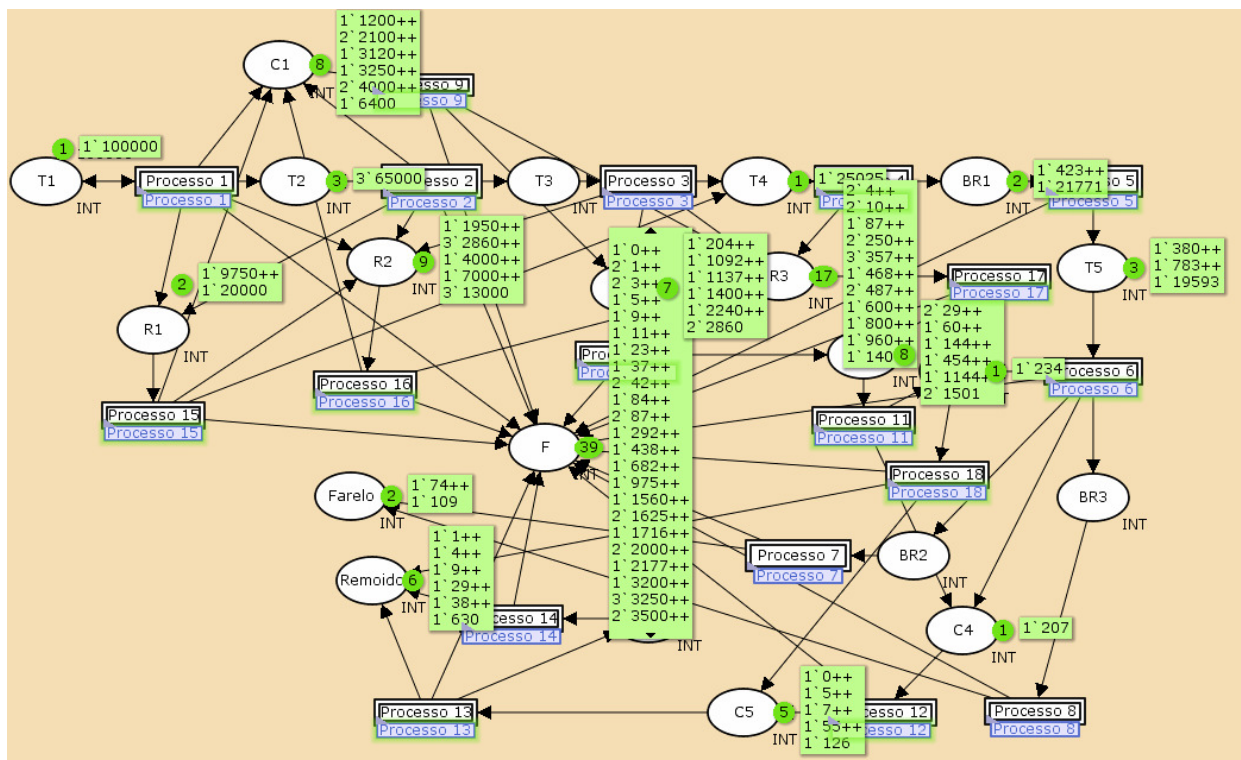 1`1200++
2`2100++
1`3120++
1`3250++
2`4000++
1`6400
C1
8
INT
Processo 9
1
1`100000
T1
INT
Processo 1
Processo 1
T2
3
3`65000
INT
Processo 2
Processo 2
T3
INT
Processo 3
Processo 3
T4
1
1`25025
INT
BR1
2
1`423++
1`21771
INT
R2
9
INT
1`1950++
3`2860++
1`4000++
1`7000++
3`13000
2
1`9750++
1`20000
R1
INT
7
1`204++
1`1092++
1`1137++
1`1400++
1`2240++
2`2860
R3
17
INT
2`4++
2`10++
1`87++
2`250++
3`357++
1`468++
2`487++
1`600++
1`800++
1`960++
1`140
8
INT
Processo 17
Processo 17
T5
3
INT
1`380++
1`783++
1`19593
2`29++
1`60++
1`144++
1`454++
1`1144++
2`1501
1
1`234
Processo 6
Processo 6
Processo 16
Processo 16
Processo 15
Processo 15
Processo 11
Processo 11
F
39
INT
1`0++
2`1++
2`3++
1`5++
1`9++
1`11++
1`23++
1`37++
2`42++
1`84++
2`87++
1`292++
1`438++
1`682++
1`975++
1`1560++
2`1625++
1`1716++
2`2000++
1`2177++
1`3200++
3`3250++
2`3500++
INT
Processo 18
Processo 18
Farelo
2
1`74++
1`109
INT
BR3
INT
Remoido
6
INT
1`1++
1`4++
1`9++
1`29++
1`38++
1`630
Processo 7
Processo 7
BR2
INT
Processo 14
Processo 14
C4
1
1`207
INT
Processo 13
Processo 13
C5
5
INT
1`0++
1`5++
1`7++
1`55++
1`126
Processo 12
Processo 8
Processo 8